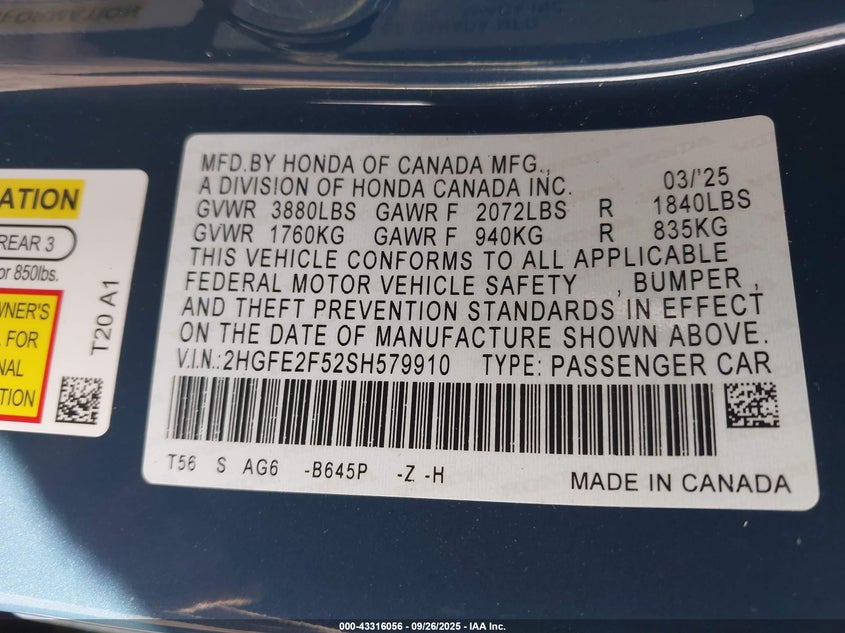 MFD.BY HONDA OF CANADA MFG.,
A DIVISION OF HONDA CANADA INC. 03/'25
GVWR 3880LBS GAWR F 2072LBS R 1840LBS
GVWR 1760KG GAWR F 940KG R 835KG
THIS VEHICLE CONFORMS TO ALL APPLICABLE
FEDERAL MOTOR VEHICLE SAFETY , BUMPER ,
AND THEFT PREVENTION STANDARDS IN EFFECT
ON THE DATE OF MANUFACTURE SHOWN ABOVE.
V.I.N.:2HGFE2F52SH579910 TYPE: PASSENGER CAR
T56 S AG6 -B645P -Z -H
MADE IN CANADA
REAR 3
or 850lbs.
FOR
T20 A1
000-43316056 - 09/26/2025 - IAA Inc.